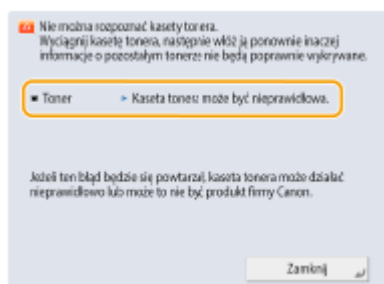 Nie można rozpoznać kasety tonera.
Wyciągnij kasetę tonera, następnie włóż ją ponownie inaczej
informacje o pozostałym tonerze nie będą poprawnie wykrywane.
Toner ► Kaseta tonera może być nieprawidłowa.
Jeżeli ten błąd będzie się powtarzał, kaseta tonera może działać
nieprawidłowo lub może to nie być produkt firmy Canon.
Zamknij